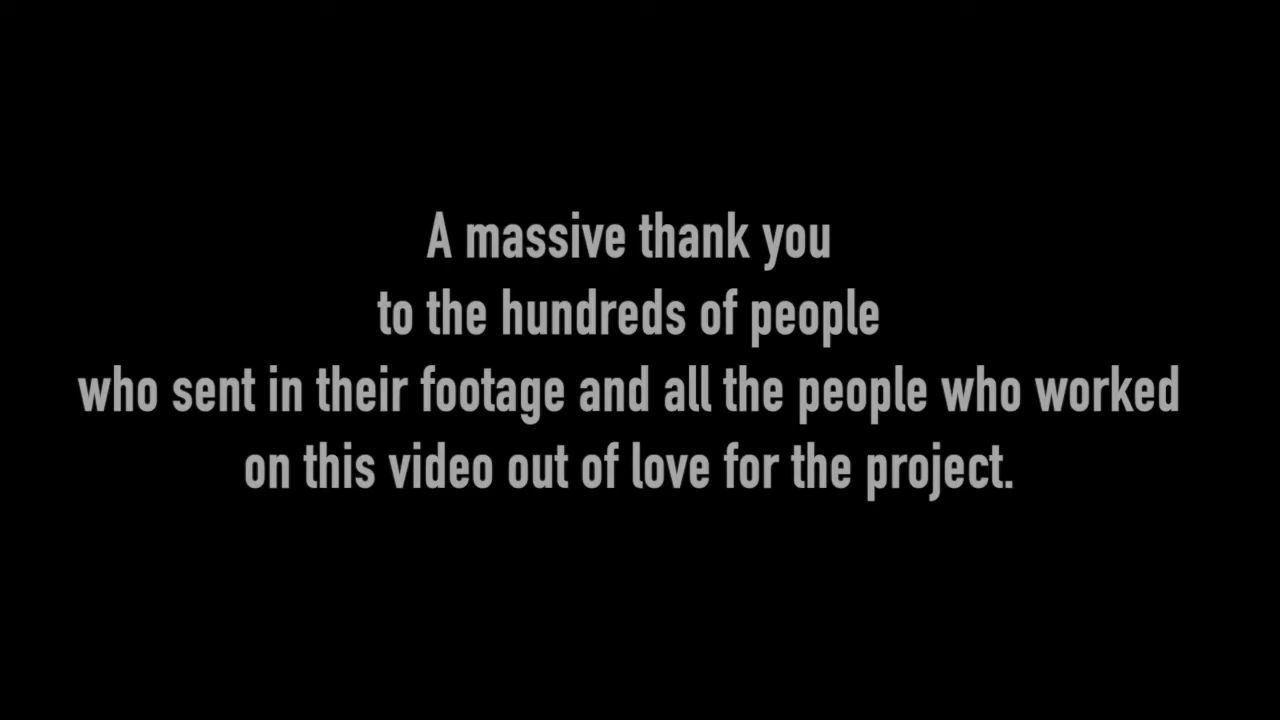 A massive thank you
to the hundreds of people
who sent in their footage and all the people who worked
on this video out of love for the project.